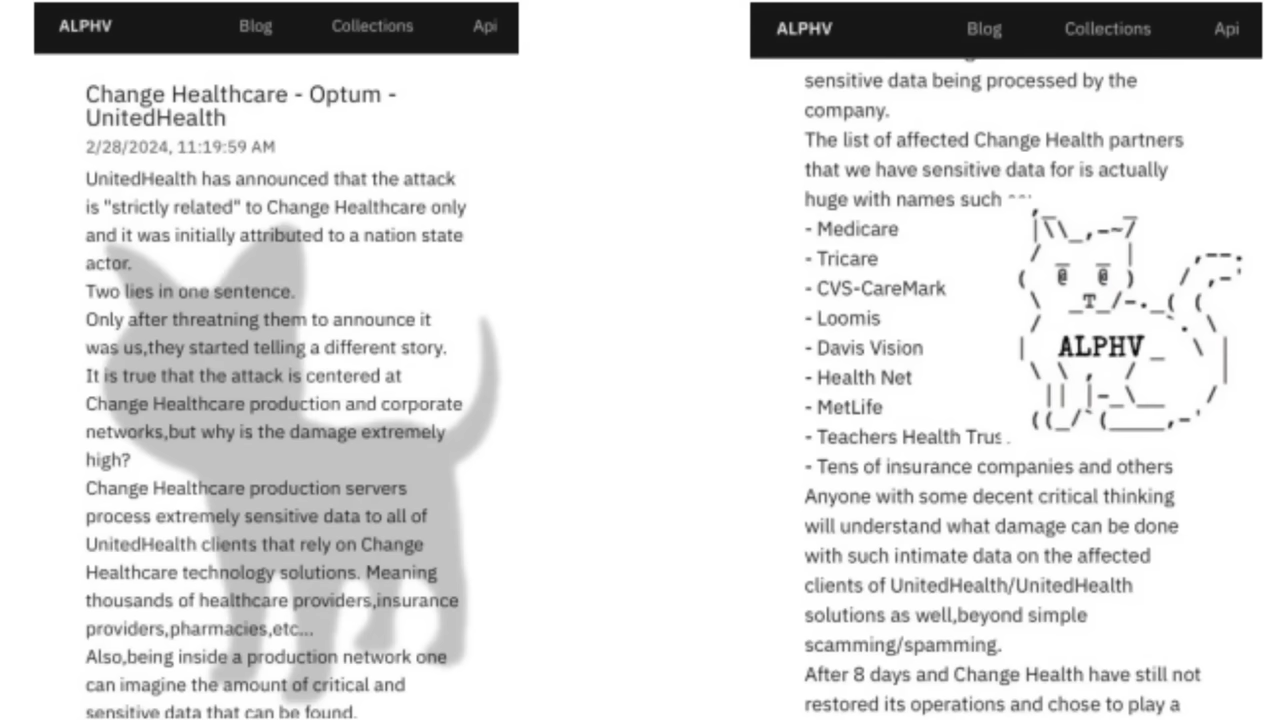 ALPHV Blog Collections Api
Change Healthcare - Optum -
UnitedHealth
2/28/2024, 11:19:59 AM
UnitedHealth has announced that the attack
is "strictly related" to Change Healthcare only
and it was initially attributed to a nation state
actor.
Two lies in one sentence.
Only after threatning them to announce it
was us,they started telling a different story.
It is true that the attack is centered at
Change Healthcare production and corporate
networks,but why is the damage extremely
high?
Change Healthcare production servers
process extremely sensitive data to all of
UnitedHealth clients that rely on Change
Healthcare technology solutions. Meaning
thousands of healthcare providers,insurance
providers,pharmacies,etc...
Also,being inside a production network one
can imagine the amount of critical and
sensitive data that can be found.
ALPHV Blog Collections Api
sensitive data being processed by the
company.
The list of affected Change Health partners
that we have sensitive data for is actually
huge with names such
- Medicare
- Tricare
- CVS-CareMark
- Loomis
- Davis Vision
- Health Net
- MetLife
- Teachers Health Trus
- Tens of insurance companies and others
Anyone with some decent critical thinking
will understand what damage can be done
with such intimate data on the affected
clients of UnitedHealth/UnitedHealth
solutions as well,beyond simple
scamming/spamming.
After 8 days and Change Health have still not
restored its operations and chose to play a
ALPHV